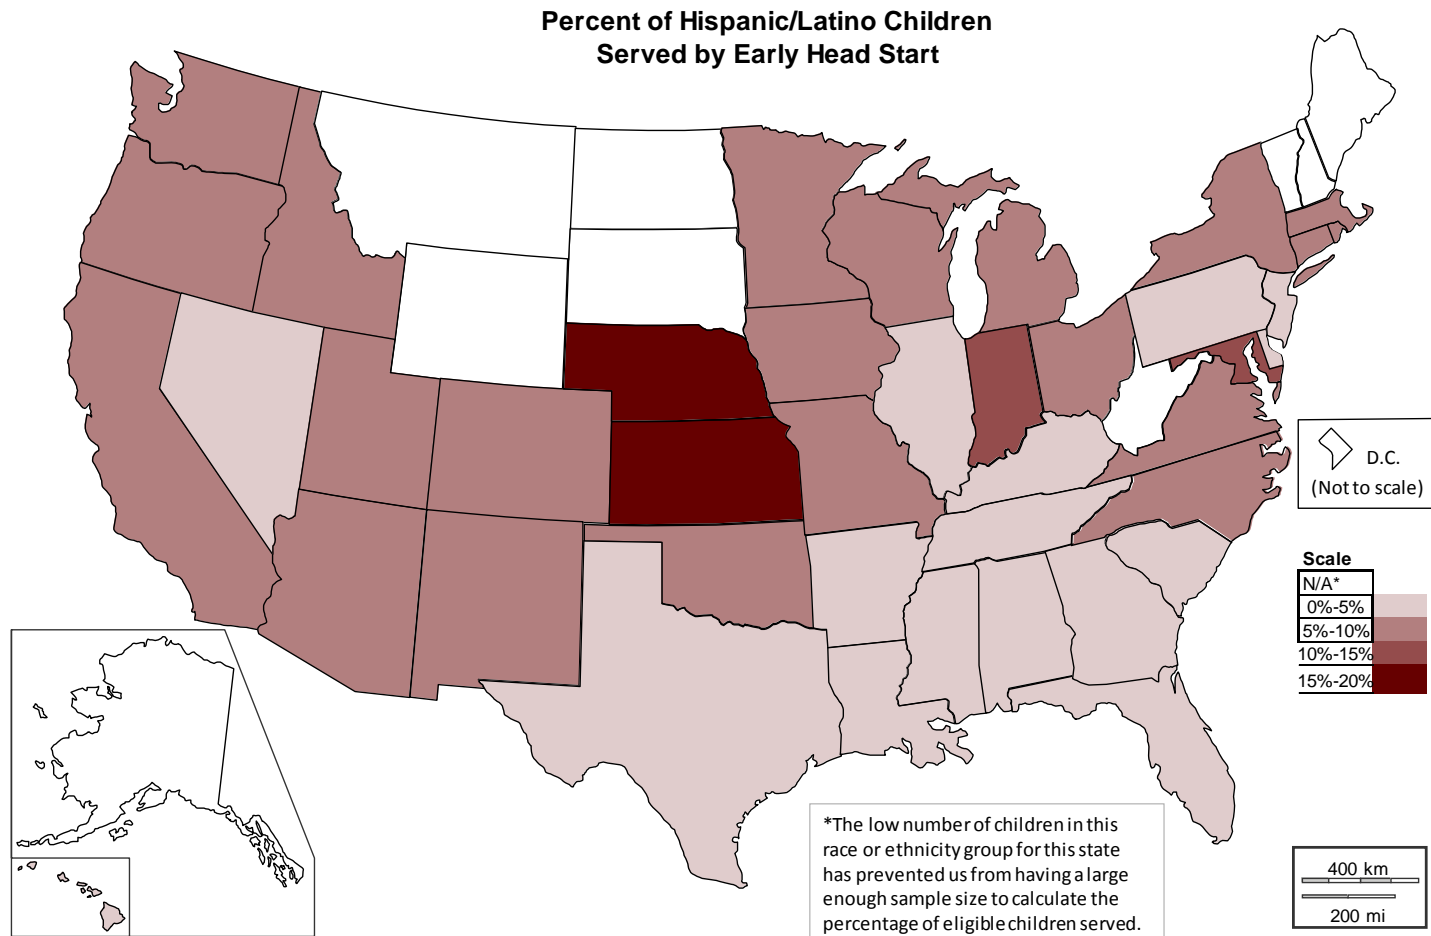 Percent of Hispanic/Latino Children
Served by Early Head Start
D.C.
(Not to scale)
Scale
N/A*
0%-5%
5%-10%
10%-15%
15%-20%
*The low number of children in this
race or ethnicity group for this state
has prevented us from having a large
enough sample size to calculate the
percentage of eligible children served.
400 km
200 mi